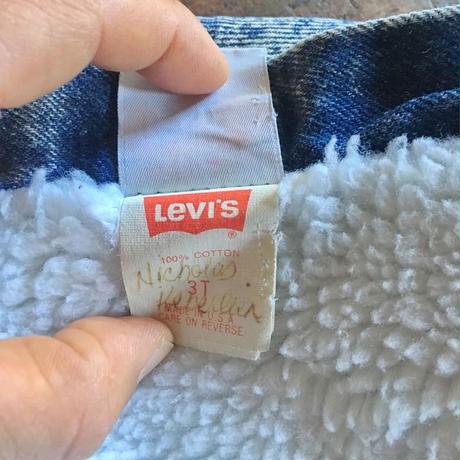 LEVI'S
®
100% COTTON
Nicholas
3T
MADE IN U.S.A
CARE ON REVERSE